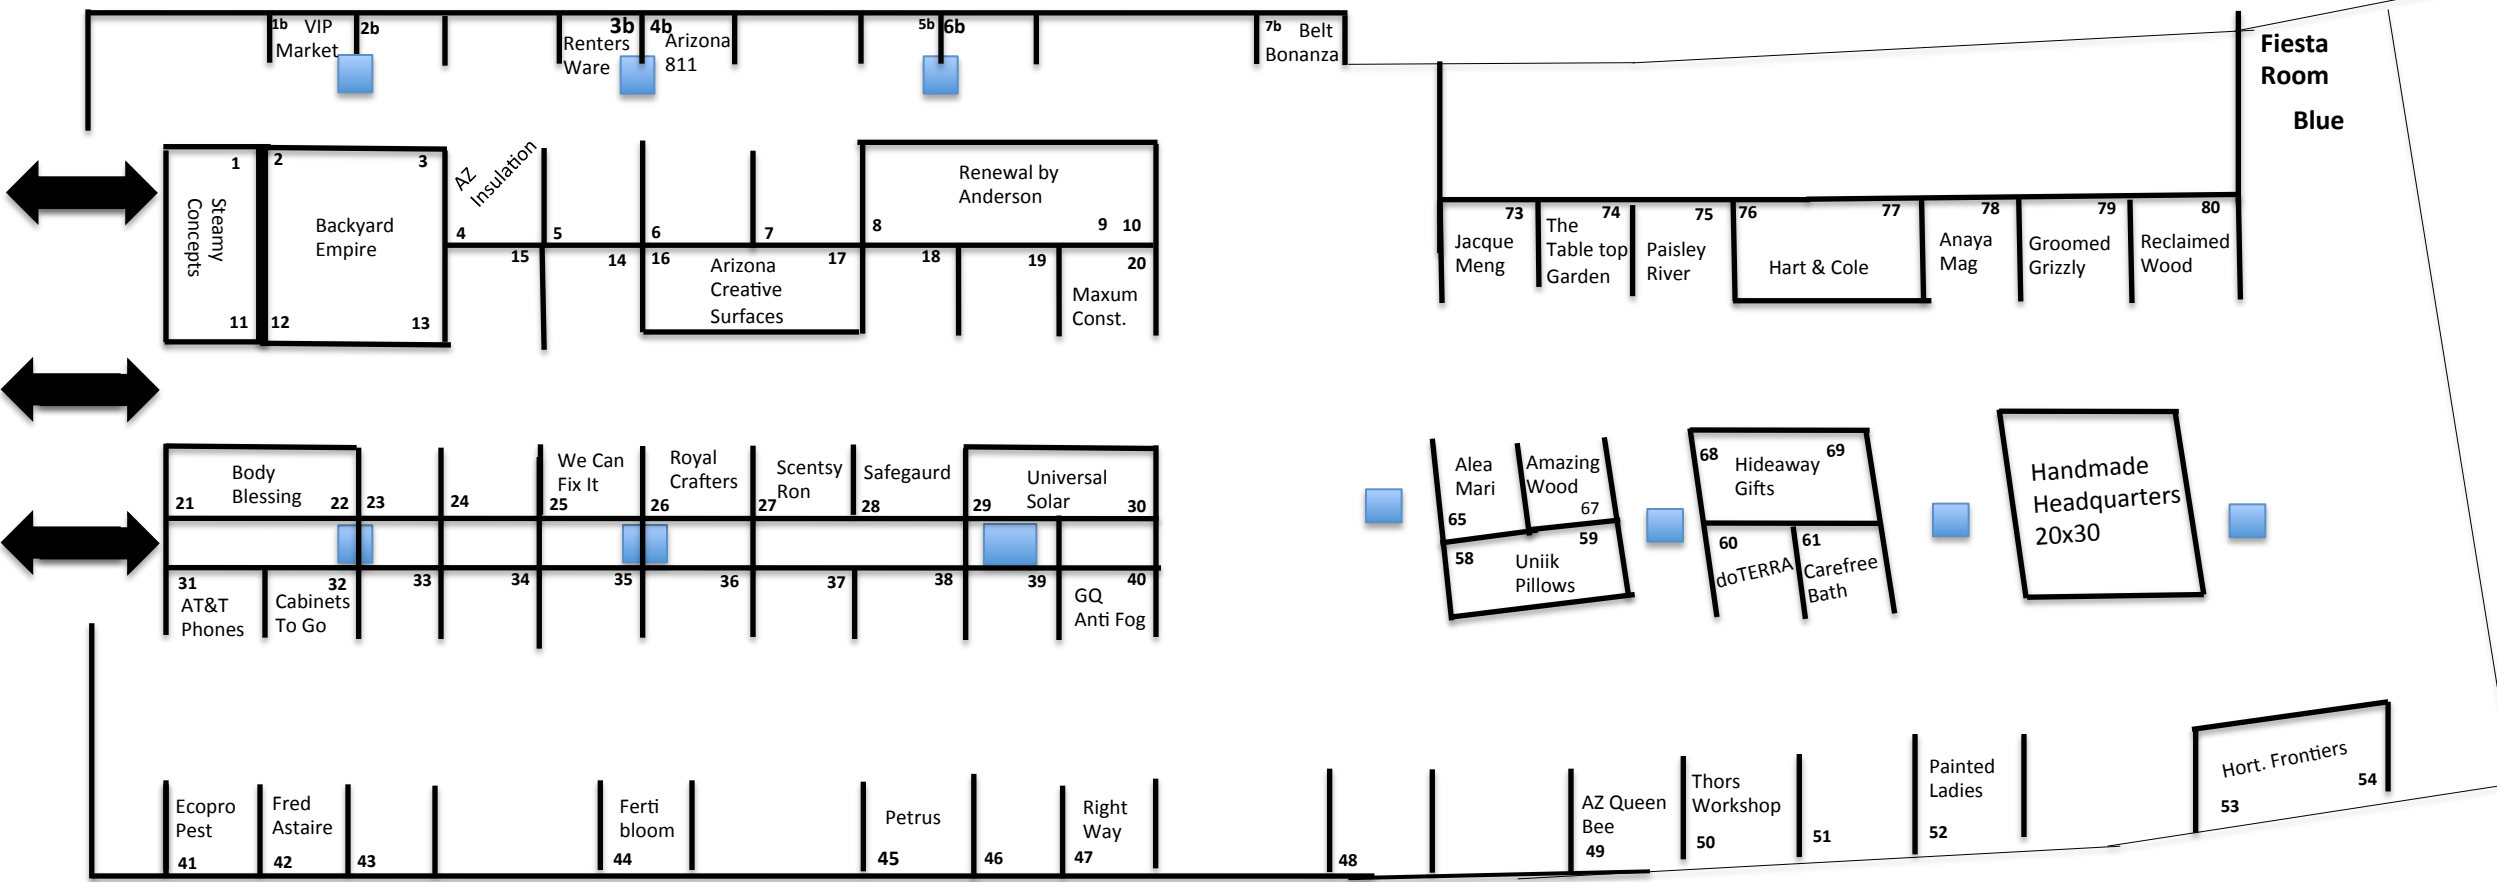 1b VIP
Market
2b
Renters
Ware
3b
4b
Arizona
811
5b
6b
7b Belt
Bonanza
Fiesta
Room
Blue
1
Steamy
Concepts
11
2
3
Backyard
Empire
12
13
AZ
Insulation
4
5
6
7
8
Renewal by
Anderson
9
10
15
14
16
Arizona
Creative
Surfaces
17
18
19
20
Maxum
Const.
73
Jacque
Meng
74
The
Table top
Garden
75
Paisley
River
76
77
Hart & Cole
78
Anaya
Mag
79
Groomed
Grizzly
80
Reclaimed
Wood
Body
Blessing
21
22
23
24
We Can
Fix It
25
Royal
Crafters
26
Scentsy
Ron
27
Safegaurd
28
Universal
Solar
29
30
31
AT&T
Phones
32
Cabinets
To Go
33
34
35
36
37
38
39
40
GQ
Anti Fog
Alea
Mari
65
Amazing
Wood
67
58
59
Uniik
Pillows
68
69
Hideaway
Gifts
60
doTERRA
61
Carefree
Bath
Handmade
Headquarters
20x30
Ecopro
Pest
41
Fred
Astaire
42
43
Ferti
bloom
44
Petrus
45
46
Right
Way
47
48
AZ Queen
Bee
49
Thors
Workshop
50
51
Painted
Ladies
52
Hort. Frontiers
53
54